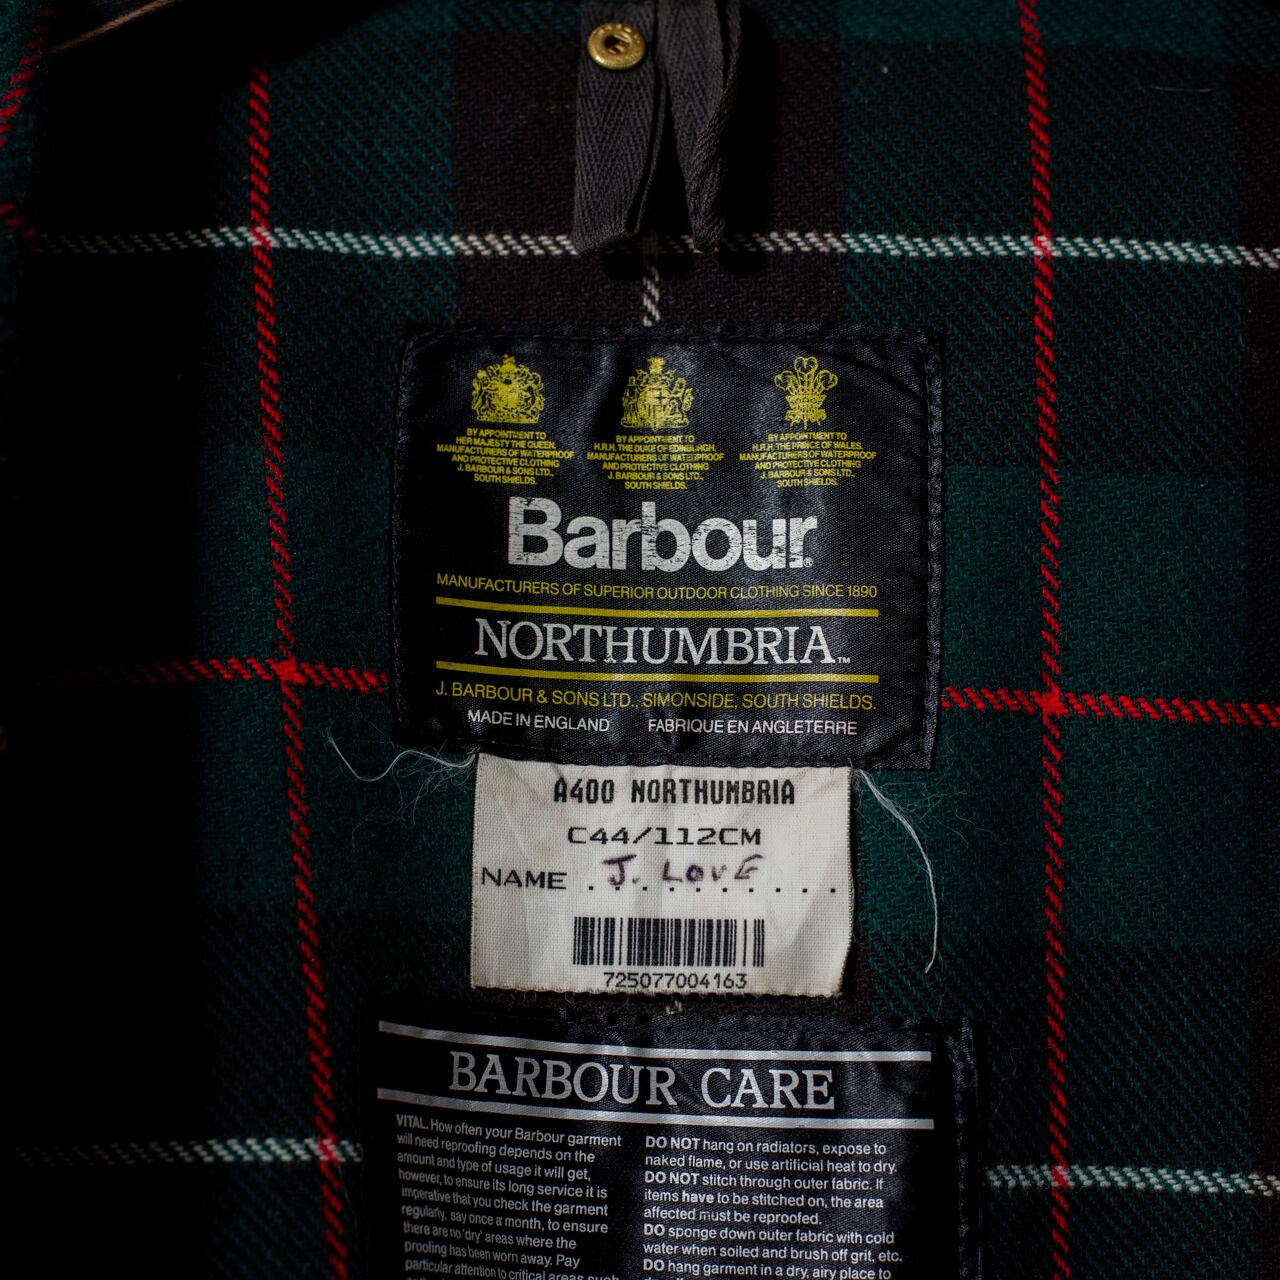 BY APPOINTMENT TO
HER MAJESTY THE QUEEN.
MANUFACTURERS OF WATERPROOF
AND PROTECTIVE CLOTHING
J. BARBOUR & SONS LTD.,
SOUTH SHIELDS.
BY APPOINTMENT TO
H.R.H. THE DUKE OF EDINBURGH.
MANUFACTURERS OF WATERPROOF
AND PROTECTIVE CLOTHING
J. BARBOUR & SONS LTD.,
SOUTH SHIELDS.
BY APPOINTMENT TO
H.R.H. THE PRINCE OF WALES.
MANUFACTURERS OF WATERPROOF
AND PROTECTIVE CLOTHING
J. BARBOUR & SONS LTD.,
SOUTH SHIELDS.
Barbour®
MANUFACTURERS OF SUPERIOR OUTDOOR CLOTHING SINCE 1890
NORTHUMBRIA™
J. BARBOUR & SONS LTD., SIMONSIDE, SOUTH SHIELDS.
MADE IN ENGLAND FABRIQUE EN ANGLETERRE
A400 NORTHUMBRIA
C44/112CM
NAME . J. LOVE . . . . . . . .
725077004163
BARBOUR CARE
VITAL. How often your Barbour garment
will need reproofing depends on the
amount and type of usage it will get,
however, to ensure its long service it is
imperative that you check the garment
regularly, say once a month, to ensure
there are no 'dry' areas where the
proofing has been worn away. Pay
particular attention to critical areas such
DO NOT hang on radiators, expose to
naked flame, or use artificial heat to dry.
DO NOT stitch through outer fabric. If
items have to be stitched on, the area
affected must be reproofed.
DO sponge down outer fabric with cold
water when soiled and brush off grit, etc.
DO hang garment in a dry, airy place to